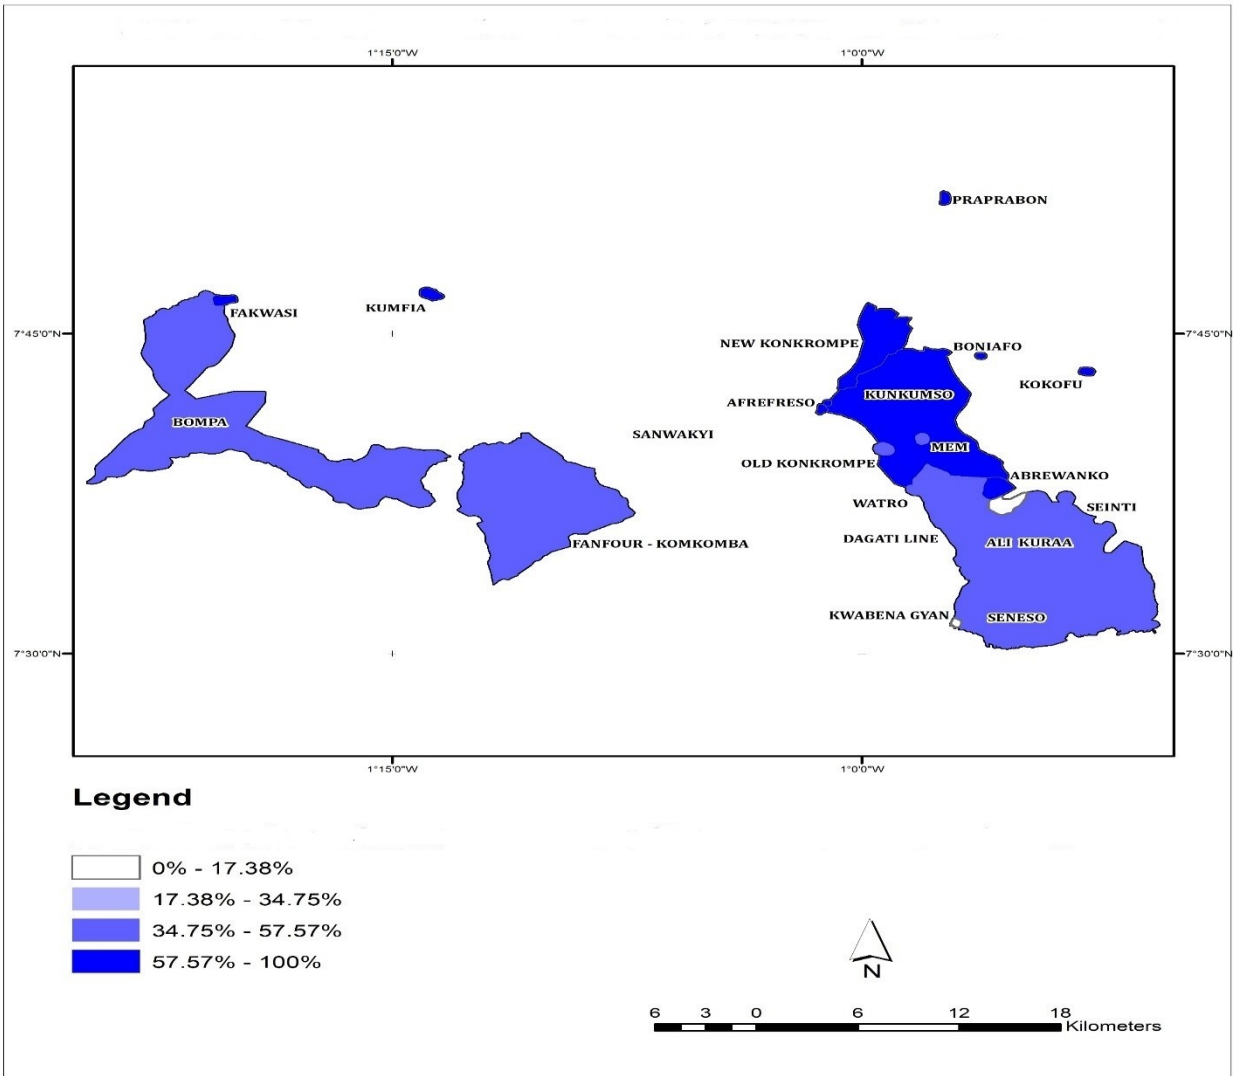 1°15'0"W
1°0'0"W
PRAPRABON
FAKWASI
KUMFIA
7°45'0"N
7°45'0"N
NEW KONKROMPE
BONIAFO
KOKOFU
AFREFRESO
KUNKUMSO
BOMPA
SANWAKYI
MEM
OLD KONKROMPE
ABREWANKO
WATRO
SEINTI
FANFOUR - KOMKOMBA
DAGATI LINE
ALI KURAA
KWABENA GYAN
SENESO
7°30'0"N
7°30'0"N
1°15'0"W
1°0'0"W
Legend
0% - 17.38%
17.38% - 34.75%
34.75% - 57.57%
57.57% - 100%
N
6 3 0 6 12 18
Kilometers